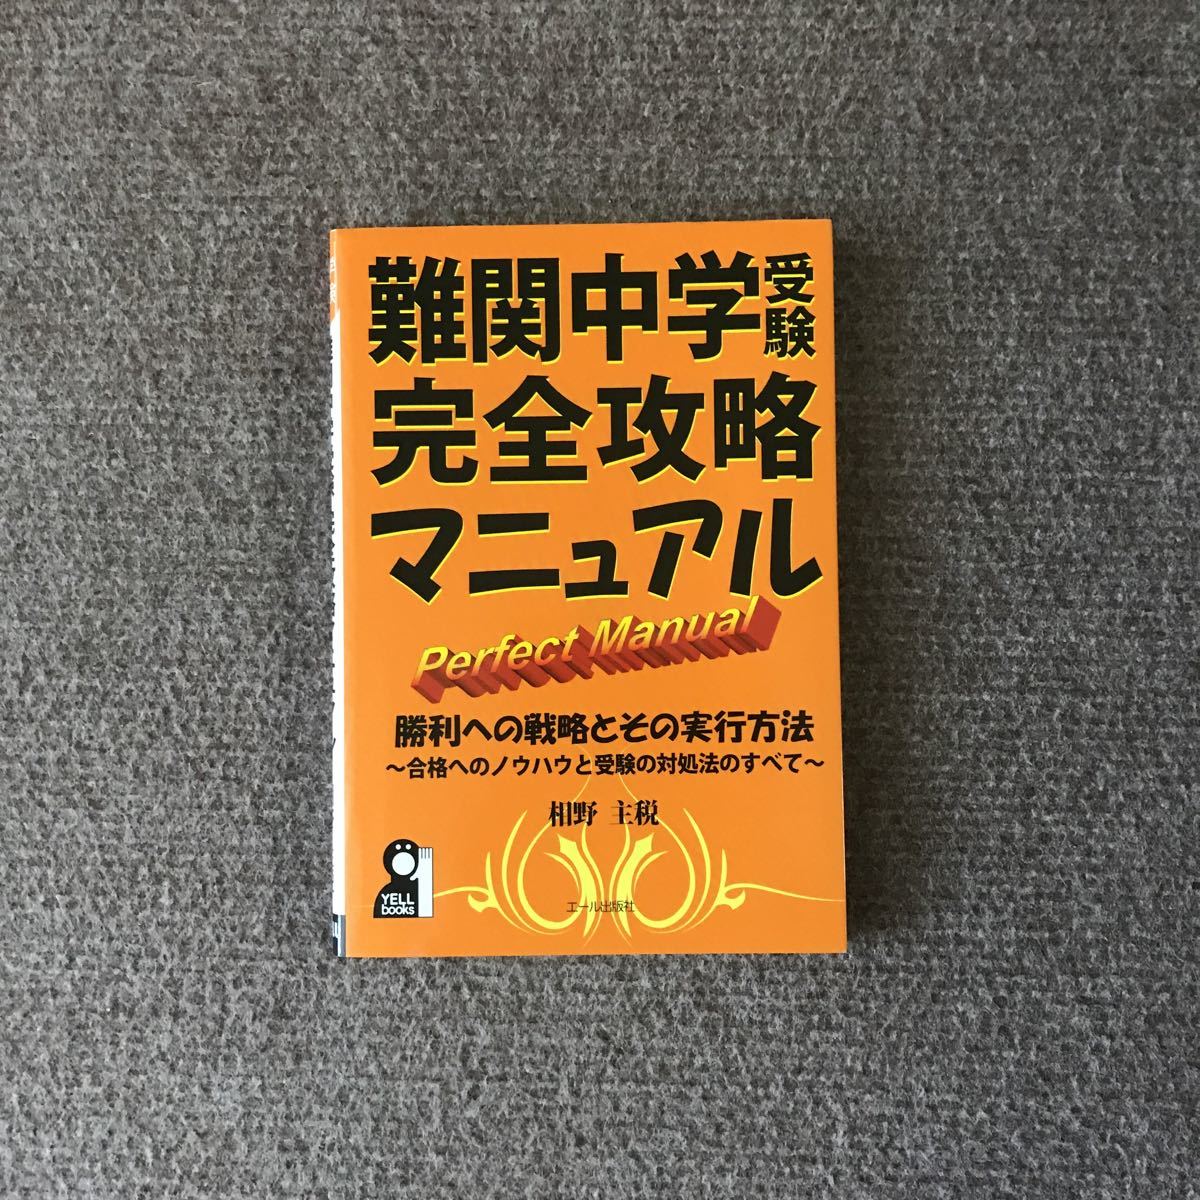 難関中学受験
完全攻略
マニュアル
Perfect Manual
勝利への戦略とその実行方法
～合格へのノウハウと受験の対処法のすべて～
相野 主税
YELL
books
エール出版社